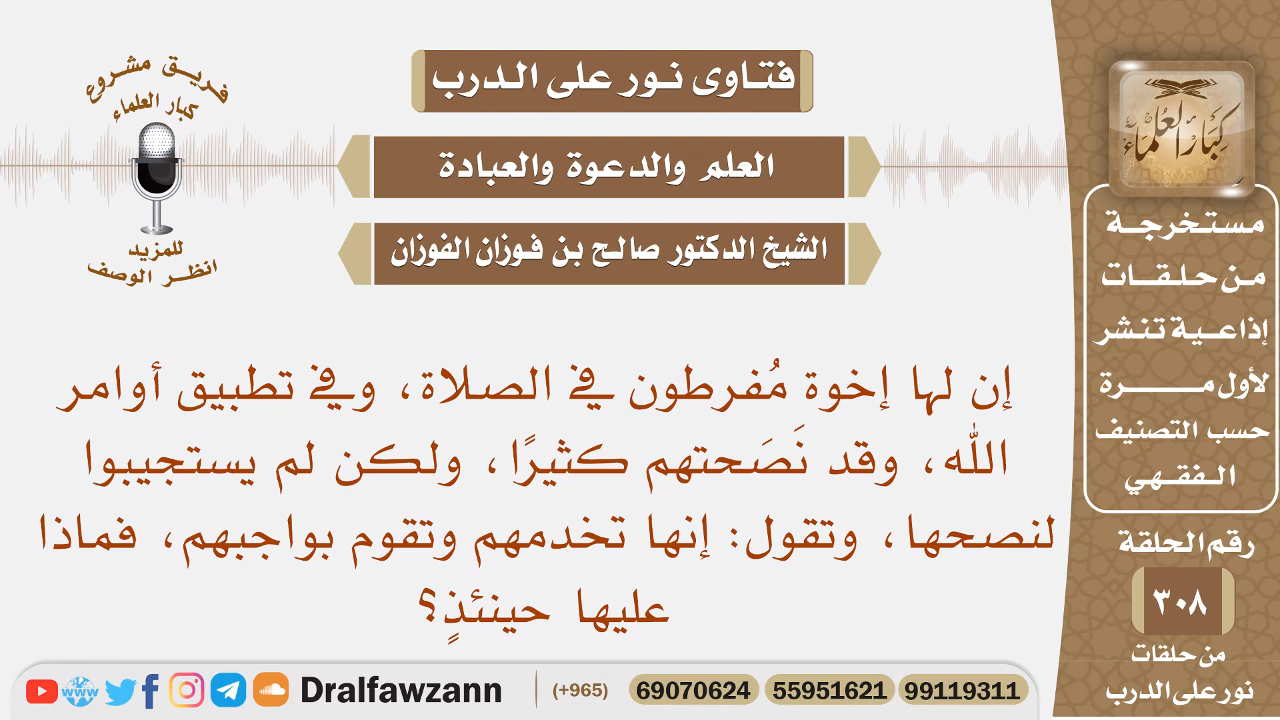 فتاوى نور على الدرب
العلم والدعوة والعبادة
الشيخ الدكتور صالح بن فوزان الفوزان
فريق مشروع
كبار العلماء
للمزيد
انظر الوصف
إن لها إخوة مُفرطون في الصلاة، وفي تطبيق أوامر
الله، وقد نَصَحتهم كثيرًا، ولكن لم يستجيبوا
لنصحها، وتقول: إنها تخدمهم وتقوم بواجبهم، فماذا
عليها حينئذٍ؟
كبار العلماء
مستخرجة
من حلقات
إذاعية تنشر
لأول مرة
حسب التصنيف
الفقهي
رقم الحلقة
٣٠٨
من حلقات
نور على الدرب
www Dralfawzann (+965) 69070624 55951621 99119311